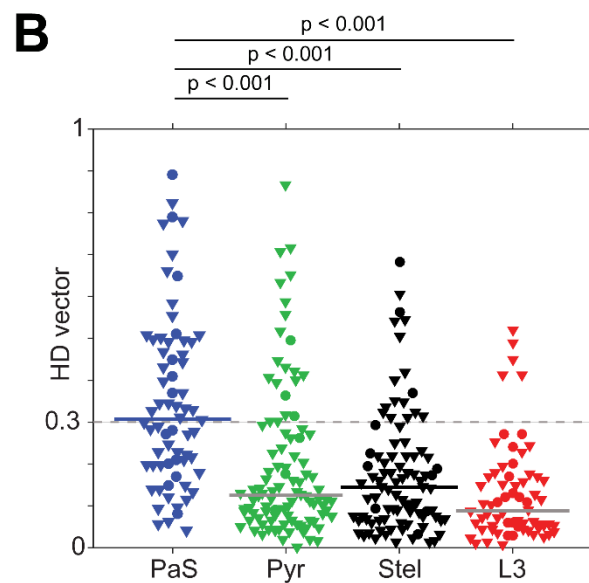 B
p < 0.001
p < 0.001
p < 0.001
1
HD vector
0.3
0
PaS Pyr Stel L3